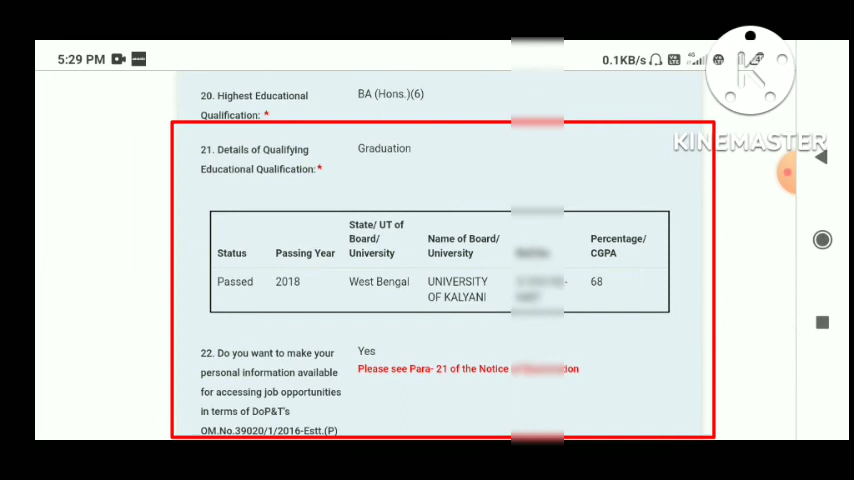 5:29 PM
0.1KB/s
4G
KINEMASTER
20. Highest Educational
Qualification: *
BA (Hons.)(6)
21. Details of Qualifying
Educational Qualification:*
Graduation
Status
Passing Year
State/ UT of
Board/
University
Name of Board/
University
Percentage/
CGPA
Passed
2018
West Bengal
UNIVERSITY
OF KALYANI
68
22. Do you want to make your
personal information available
for accessing job opportunities
in terms of DoP&T's
OM.No.39020/1/2016-Estt.(P)
Yes
Please see Para- 21 of the Notice